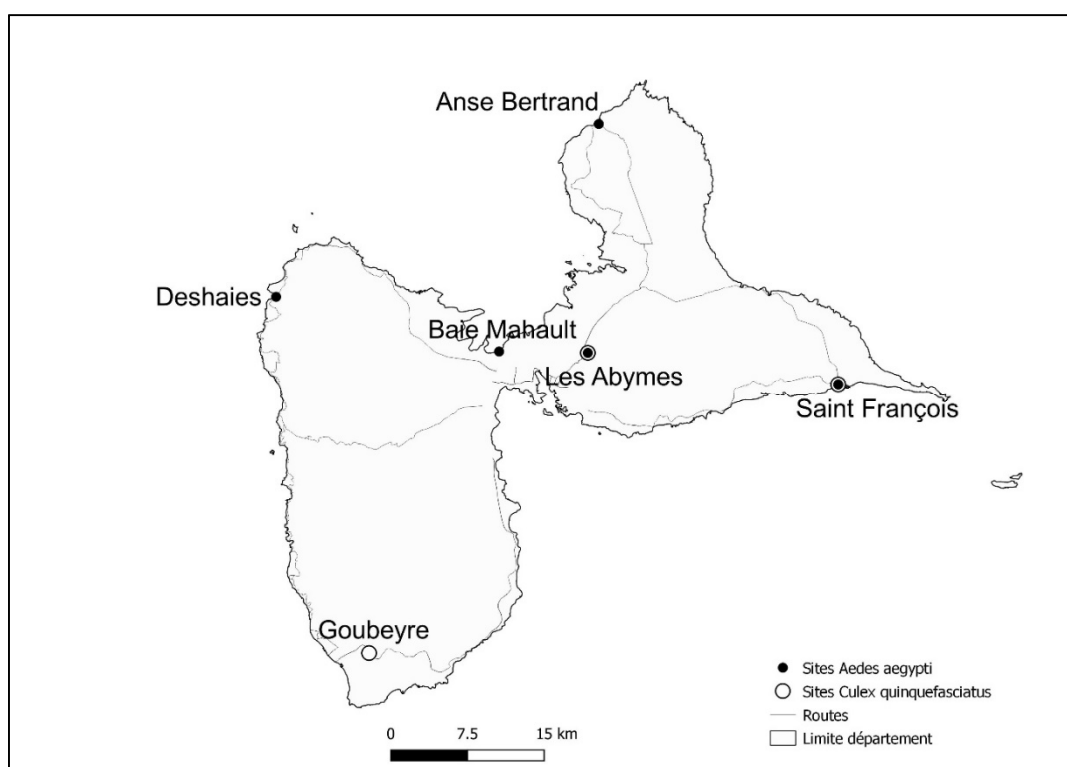 Anse Bertrand
Deshaies
Baie Mahault
Les Abymes
Saint François
Goubeyre
Sites Aedes aegypti
Sites Culex quinquefasciatus
Routes
Limite département
0 7.5 15 km